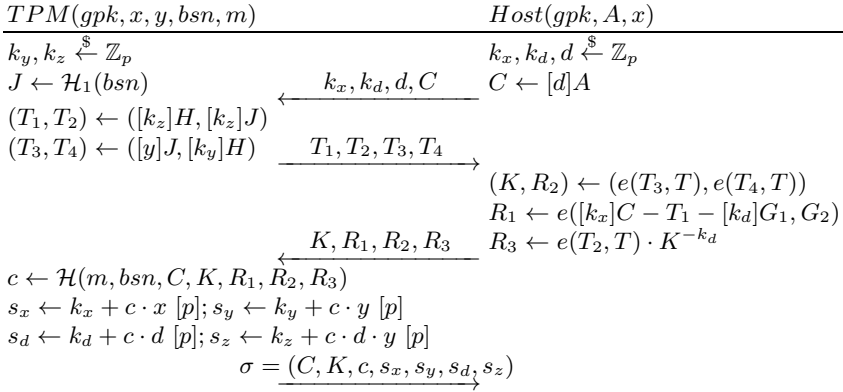 TPM(gpk, x, y, bsn, m) Host(gpk, A, x)
k_y, k_z ←$ ℤ_p k_x, k_d, d ←$ ℤ_p
J ← ℋ_1(bsn) k_x, k_d, d, C C ← [d]A
(T_1, T_2) ← ([k_z]H, [k_z]J)
(T_3, T_4) ← ([y]J, [k_y]H) T_1, T_2, T_3, T_4
(K, R_2) ← (e(T_3, T), e(T_4, T))
R_1 ← e([k_x]C − T_1 − [k_d]G_1, G_2)
K, R_1, R_2, R_3 R_3 ← e(T_2, T) · K^{−k_d}
c ← ℋ(m, bsn, C, K, R_1, R_2, R_3)
s_x ← k_x + c · x [p]; s_y ← k_y + c · y [p]
s_d ← k_d + c · d [p]; s_z ← k_z + c · d · y [p]
σ = (C, K, c, s_x, s_y, s_d, s_z)